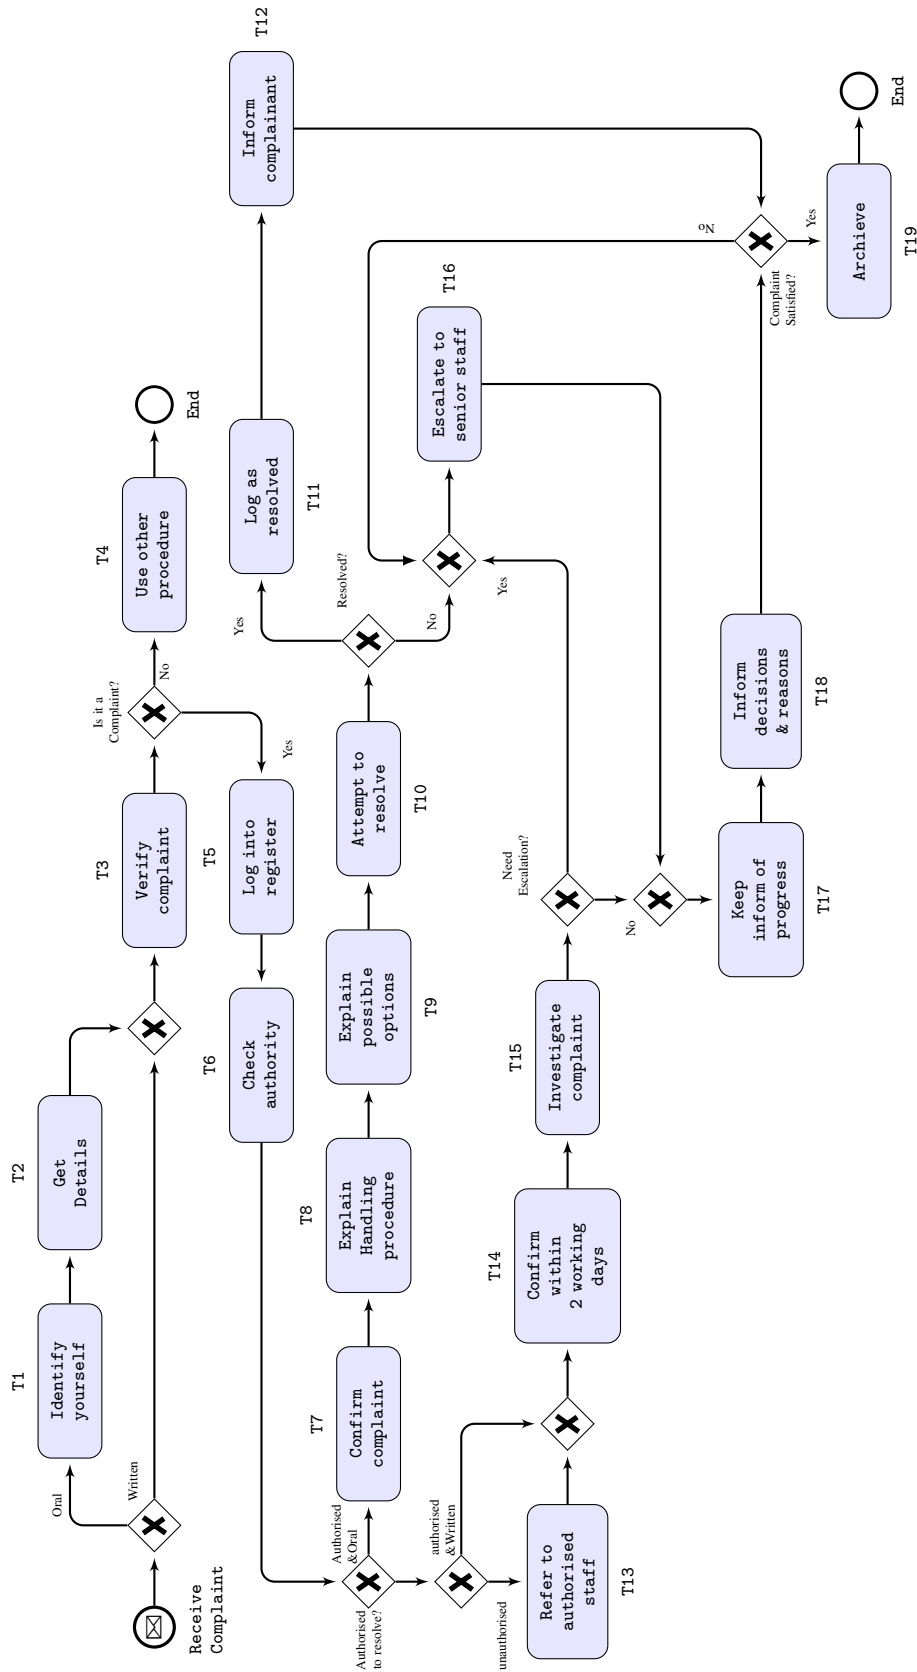 Receive
Complaint
Oral
Written
T1
Identify
yourself
T2
Get
Details
T3
Verify
complaint
Is it a
Complaint?
No
Yes
T4
Use other
procedure
End
T5
Log into
register
T6
Check
authority
Authorised
to resolve?
Authorised
& Oral
T7
Confirm
complaint
T8
Explain
Handling
procedure
T9
Explain
possible
options
T10
Attempt to
resolve
Resolved?
Yes
No
T11
Log as
resolved
T12
Inform
complainant
authorised
& Written
unauthorised
T13
Refer to
authorised
staff
T14
Confirm
within
2 working
days
T15
Investigate
complaint
Need
Escalation?
Yes
No
T16
Escalate to
senior staff
T17
Keep
inform of
progress
T18
Inform
decisions
& reasons
Complaint
Satisfied?
No
Yes
T19
Archieve
End